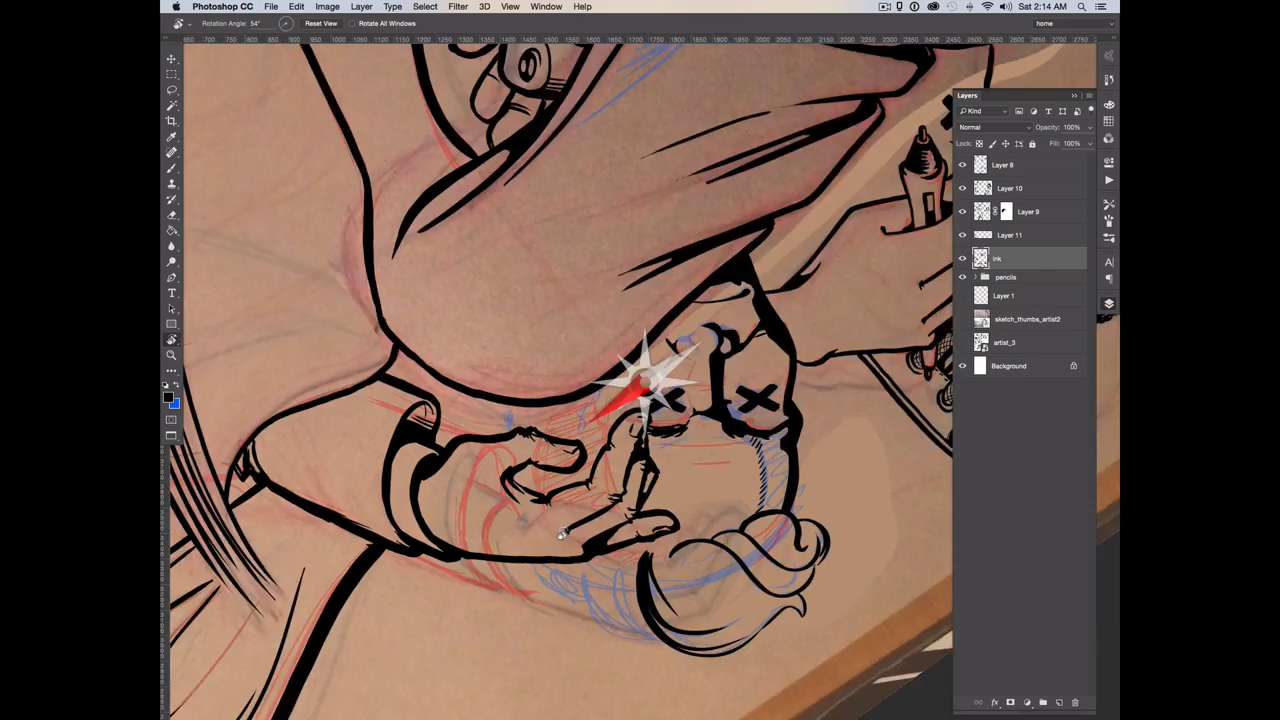 Photoshop CC File Edit Image Layer Type Select Filter 3D View Window Help Sat 2:14 AM
Rotation Angle: 54° Reset View Rotate All Windows home
Layers
Kind
Normal Opacity: 100%
Lock: Fill: 100%
Layer 8
Layer 10
Layer 9
Layer 11
ink
pencils
Layer 1
sketch_thumbs_artist2
artist_3
Background